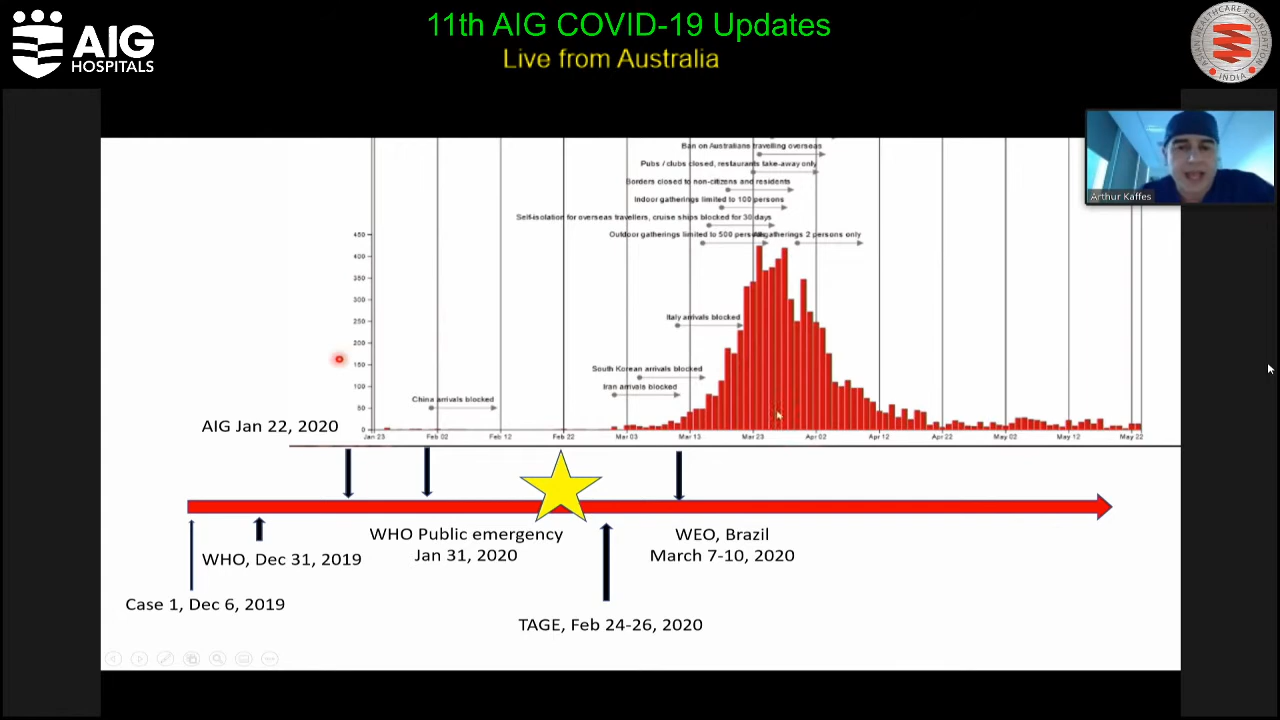 11th AIG COVID-19 Updates
Live from Australia
AIG
HOSPITALS
ASIAN HEALTHCARE FOUNDATION
INDIA
Arthur Kaffes
Ban on Australians travelling overseas
Pubs / clubs closed, restaurants take-away only
Borders closed to non-citizens and residents
Indoor gatherings limited to 100 persons
Self-isolation for overseas travellers, cruise ships blocked for 30 days
Outdoor gatherings limited to 500 persons
gatherings 2 persons only
Italy arrivals blocked
South Korean arrivals blocked
Iran arrivals blocked
China arrivals blocked
450
400
350
300
250
200
150
100
50
0
Jan 23 Feb 02 Feb 12 Feb 22 Mar 03 Mar 13 Mar 23 Apr 02 Apr 12 Apr 22 May 02 May 12 May 22
AIG Jan 22, 2020
WHO Public emergency
Jan 31, 2020
WEO, Brazil
March 7-10, 2020
WHO, Dec 31, 2019
Case 1, Dec 6, 2019
TAGE, Feb 24-26, 2020